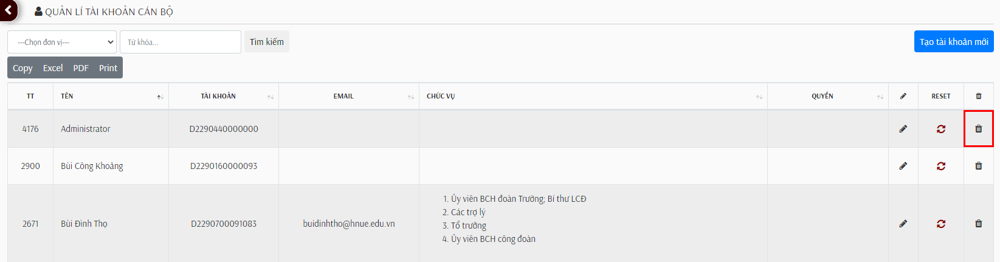 QUẢN LÍ TÀI KHOẢN CÁN BỘ
---Chọn đơn vị--- Từ khóa... Tìm kiếm Tạo tài khoản mới
Copy Excel PDF Print
TT TÊN TÀI KHOẢN EMAIL CHỨC VỤ QUYỀN RESET
4176 Administrator D2290440000000
2900 Bùi Công Khoảng D2290160000093
1. Ủy viên BCH đoàn Trường; Bí thư LCĐ
2. Các trợ lý
2671 Bùi Đình Thọ D2290700091083 buidinhtho@hnue.edu.vn
3. Tổ trưởng
4. Ủy viên BCH công đoàn